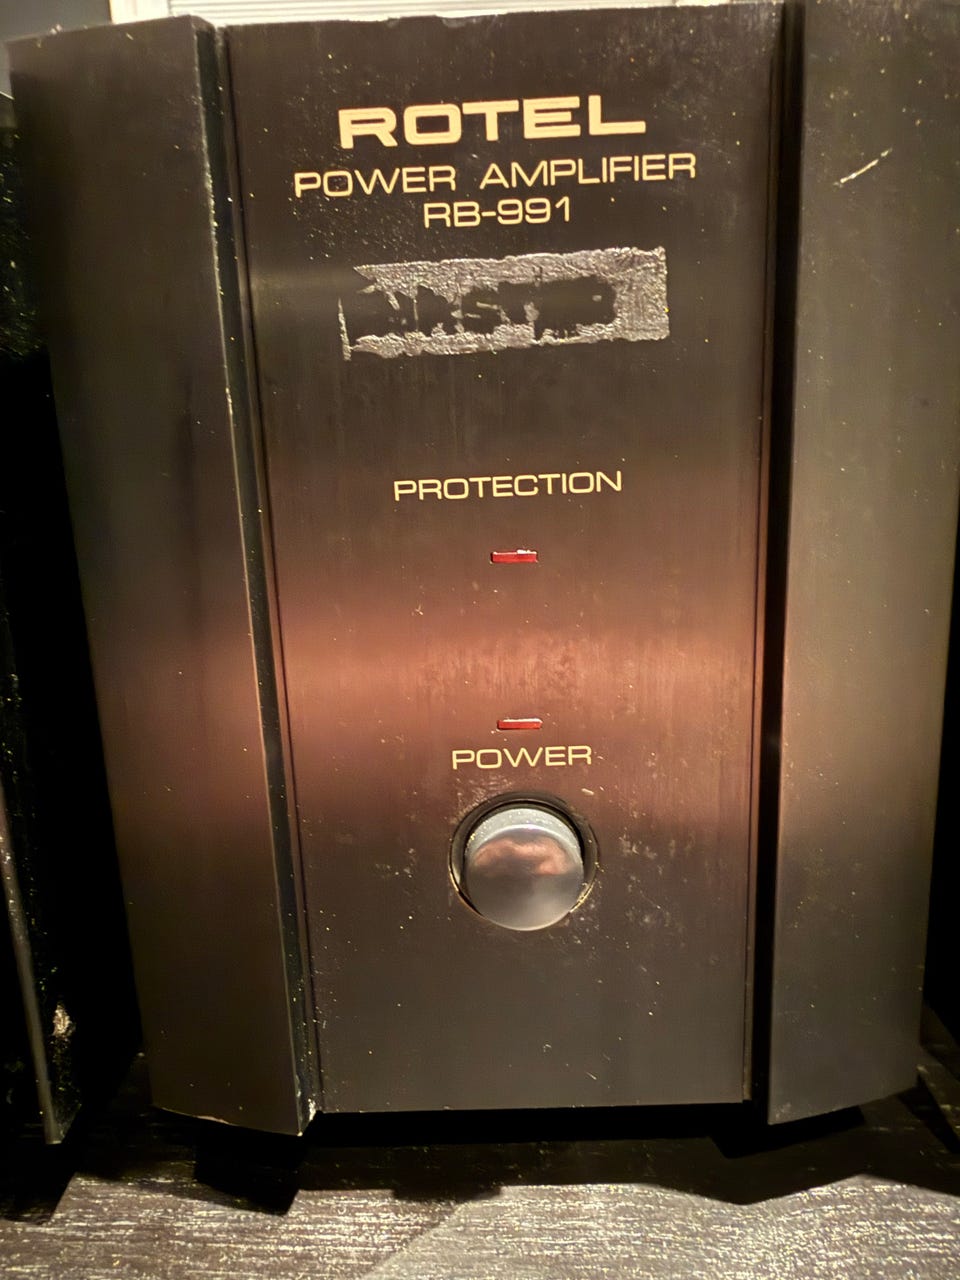 ROTEL
POWER AMPLIFIER
RB-991
PROTECTION
POWER